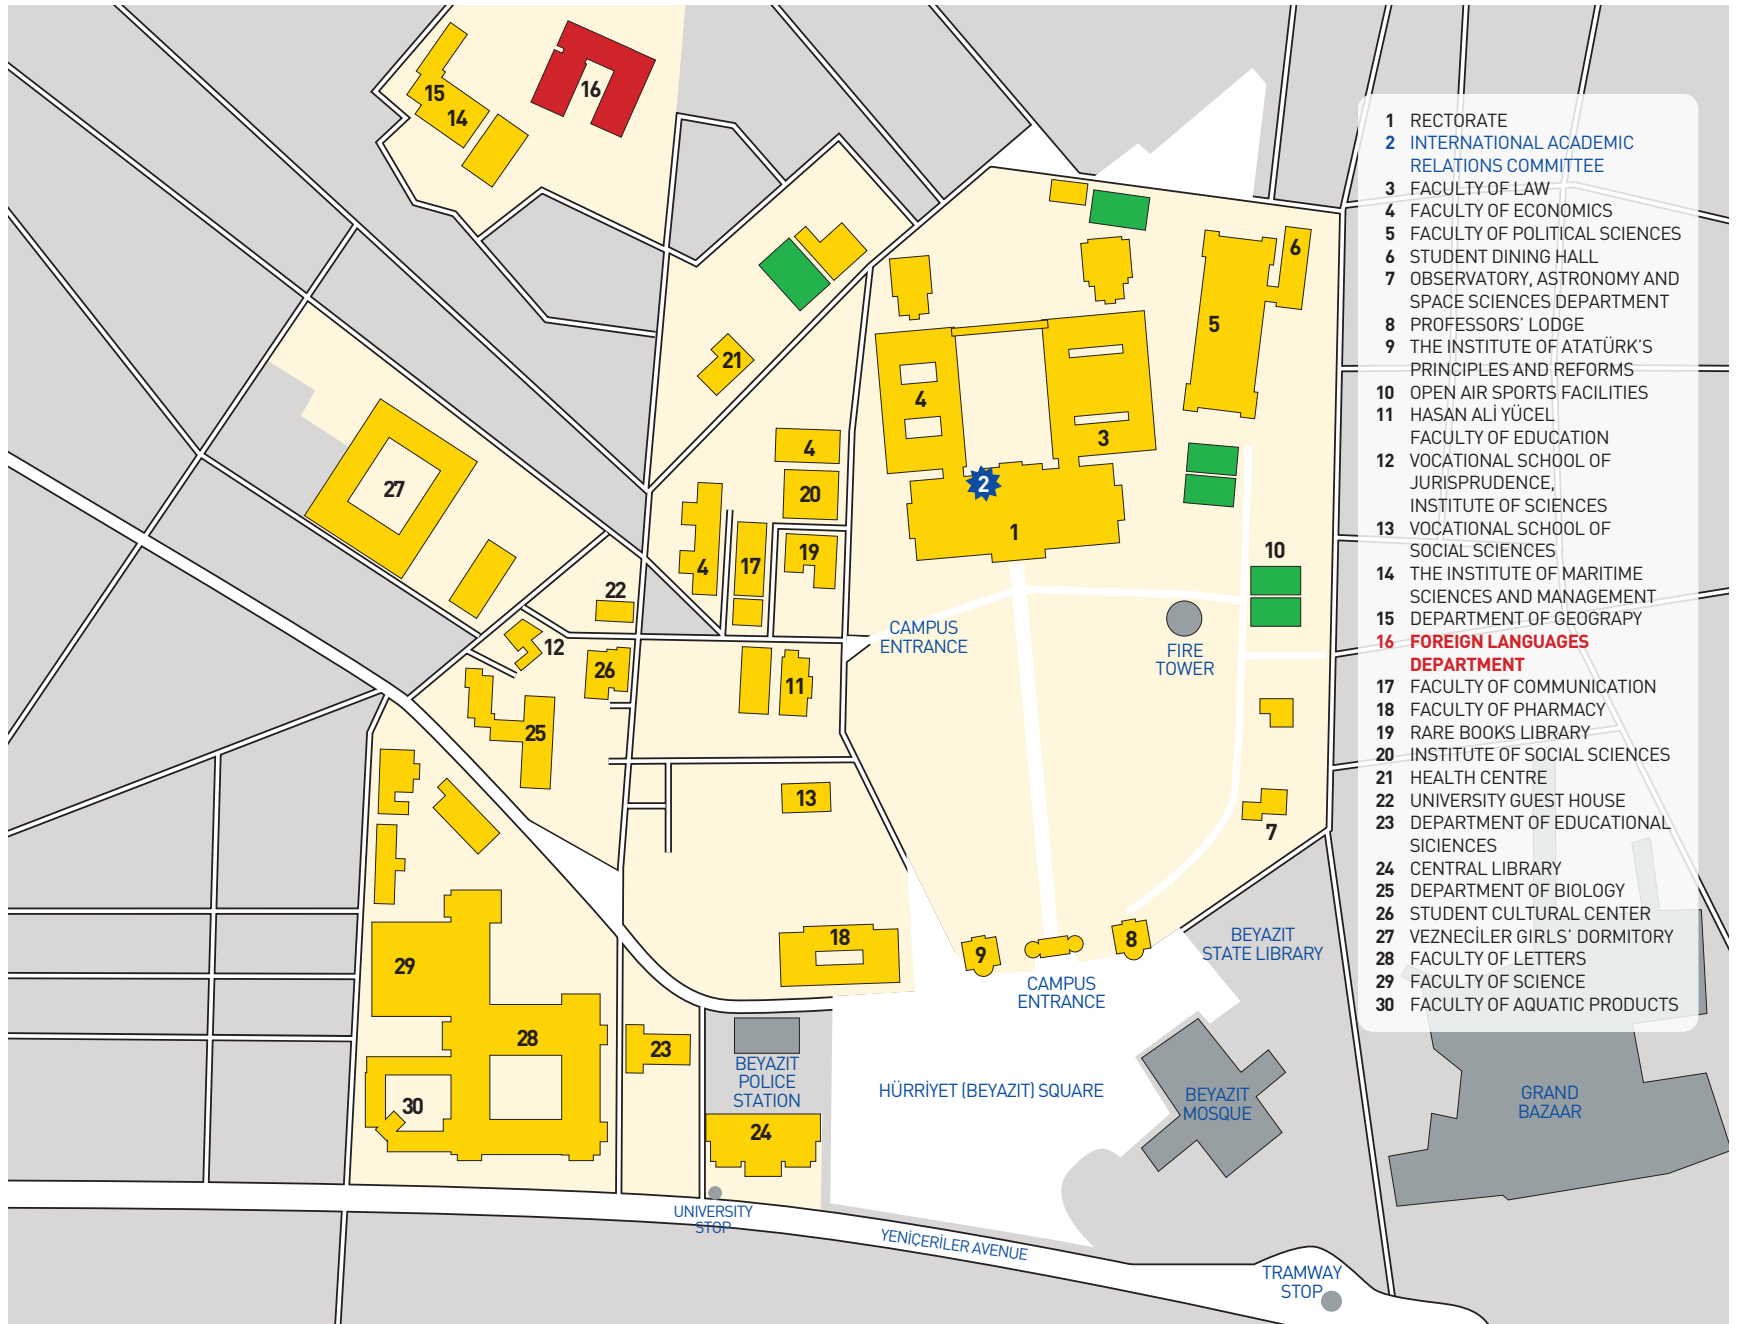 16
15
14
6
5
21
4
3
4
20
27
2
1
19
17
4
10
22
12
26
11
25
13
7
18
9
8
29
28
23
30
24
CAMPUS
ENTRANCE
FIRE
TOWER
BEYAZIT
STATE LIBRARY
CAMPUS
ENTRANCE
BEYAZIT
POLICE
STATION
HÜRRİYET (BEYAZIT) SQUARE
BEYAZIT
MOSQUE
GRAND
BAZAAR
UNIVERSITY
STOP
YENİÇERİLER AVENUE
TRAMWAY
STOP
1 RECTORATE
2 INTERNATIONAL ACADEMIC
RELATIONS COMMITTEE
3 FACULTY OF LAW
4 FACULTY OF ECONOMICS
5 FACULTY OF POLITICAL SCIENCES
6 STUDENT DINING HALL
7 OBSERVATORY, ASTRONOMY AND
SPACE SCIENCES DEPARTMENT
8 PROFESSORS' LODGE
9 THE INSTITUTE OF ATATÜRK'S
PRINCIPLES AND REFORMS
10 OPEN AIR SPORTS FACILITIES
11 HASAN ALİ YÜCEL
FACULTY OF EDUCATION
12 VOCATIONAL SCHOOL OF
JURISPRUDENCE,
INSTITUTE OF SCIENCES
13 VOCATIONAL SCHOOL OF
SOCIAL SCIENCES
14 THE INSTITUTE OF MARITIME
SCIENCES AND MANAGEMENT
15 DEPARTMENT OF GEOGRAPY
16 FOREIGN LANGUAGES
DEPARTMENT
17 FACULTY OF COMMUNICATION
18 FACULTY OF PHARMACY
19 RARE BOOKS LIBRARY
20 INSTITUTE OF SOCIAL SCIENCES
21 HEALTH CENTRE
22 UNIVERSITY GUEST HOUSE
23 DEPARTMENT OF EDUCATIONAL
SICIENCES
24 CENTRAL LIBRARY
25 DEPARTMENT OF BIOLOGY
26 STUDENT CULTURAL CENTER
27 VEZNECİLER GIRLS' DORMITORY
28 FACULTY OF LETTERS
29 FACULTY OF SCIENCE
30 FACULTY OF AQUATIC PRODUCTS